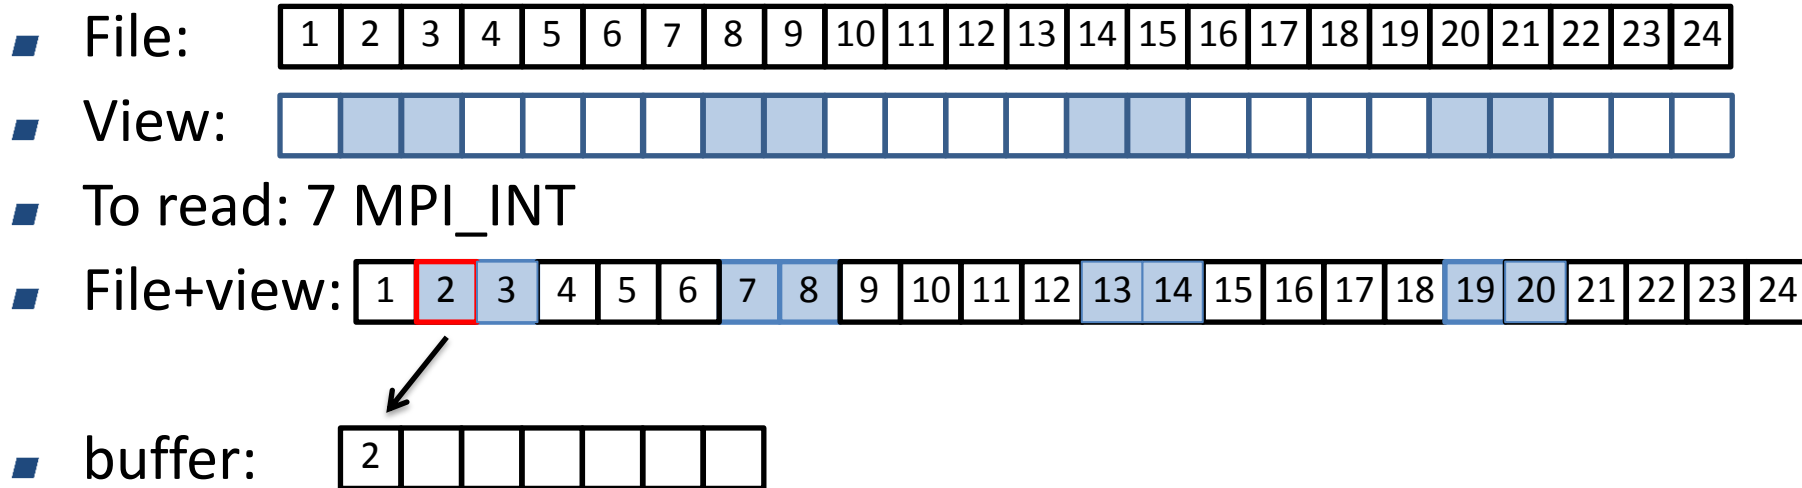 File: 1 2 3 4 5 6 7 8 9 10 11 12 13 14 15 16 17 18 19 20 21 22 23 24
View:
To read: 7 MPI_INT
File+view: 1 2 3 4 5 6 7 8 9 10 11 12 13 14 15 16 17 18 19 20 21 22 23 24
buffer: 2